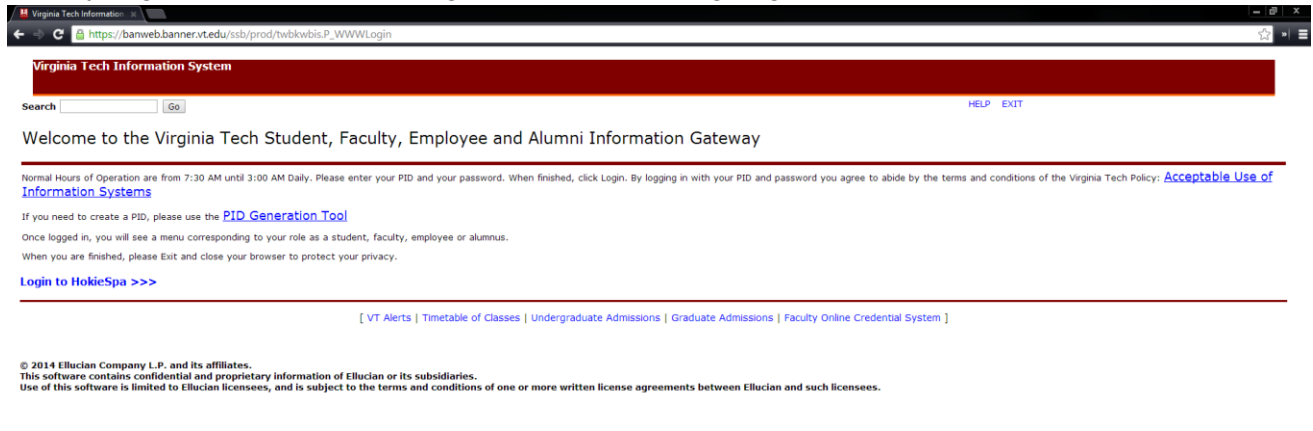 Virginia Tech Information
https://banweb.banner.vt.edu/ssb/prod/twbkwbis.P_WWWLogin
Virginia Tech Information System
Search Go HELP EXIT
Welcome to the Virginia Tech Student, Faculty, Employee and Alumni Information Gateway
Normal Hours of Operation are from 7:30 AM until 3:00 AM Daily. Please enter your PID and your password. When finished, click Login. By logging in with your PID and password you agree to abide by the terms and conditions of the Virginia Tech Policy: Acceptable Use of
Information Systems
If you need to create a PID, please use the PID Generation Tool
Once logged in, you will see a menu corresponding to your role as a student, faculty, employee or alumnus.
When you are finished, please Exit and close your browser to protect your privacy.
Login to HokieSpa >>>
[ VT Alerts | Timetable of Classes | Undergraduate Admissions | Graduate Admissions | Faculty Online Credential System ]
© 2014 Ellucian Company L.P. and its affiliates.
This software contains confidential and proprietary information of Ellucian or its subsidiaries.
Use of this software is limited to Ellucian licensees, and is subject to the terms and conditions of one or more written license agreements between Ellucian and such licensees.